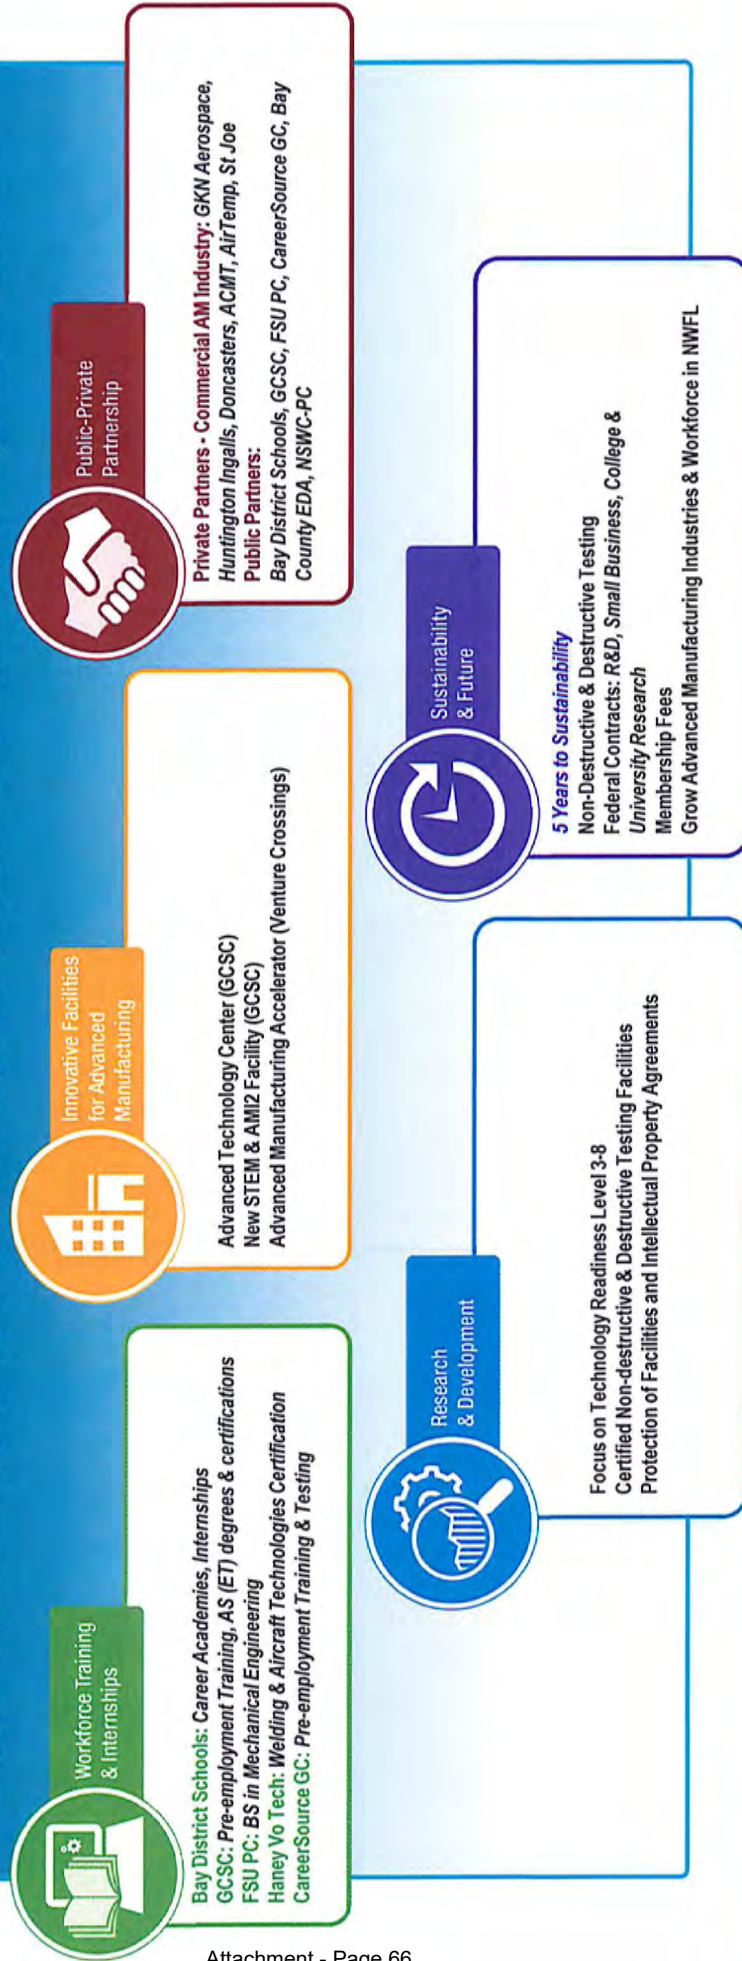 Workforce Training
& Internships
Bay District Schools: Career Academies, Internships
GCSC: Pre-employment Training, AS (ET) degrees & certifications
FSU PC: BS in Mechanical Engineering
Haney Vo Tech: Welding & Aircraft Technologies Certification
CareerSource GC: Pre-employment Training & Testing
Innovative Facilities
for Advanced
Manufacturing
Advanced Technology Center (GCSC)
New STEM & AMI2 Facility (GCSC)
Advanced Manufacturing Accelerator (Venture Crossings)
Public-Private
Partnership
Private Partners - Commercial AM Industry: GKN Aerospace,
Huntington Ingalls, Doncasters, ACMT, AirTemp, St Joe
Public Partners:
Bay District Schools, GCSC, FSU PC, CareerSource GC, Bay
County EDA, NSWC-PC
Research
& Development
Focus on Technology Readiness Level 3-8
Certified Non-destructive & Destructive Testing Facilities
Protection of Facilities and Intellectual Property Agreements
Sustainability
& Future
5 Years to Sustainability
Non-Destructive & Destructive Testing
Federal Contracts: R&D, Small Business, College &
University Research
Membership Fees
Grow Advanced Manufacturing Industries & Workforce in NWFL
Attachment - Page 66